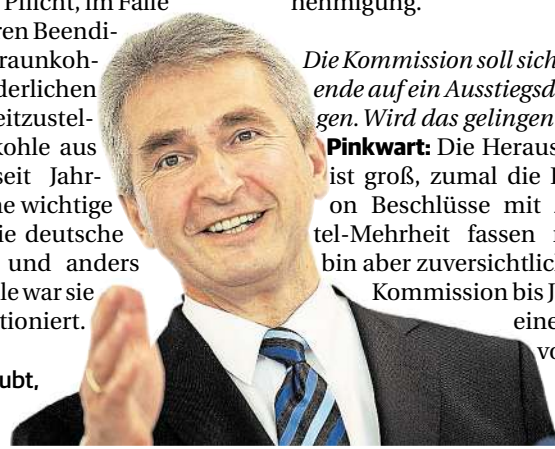 Pflicht, im Falle
ren Beendi-
raunkoh-
derlichen
eitzustel-
kohle aus
seit Jahr-
ne wichtige
ie deutsche
und anders
le war sie
tioniert.
ubt,
nehmigung.
Die Kommission soll sich
ende auf ein Ausstiegsd
gen. Wird das gelingen
Pinkwart: Die Heraus
ist groß, zumal die
on Beschlüsse mit
tel-Mehrheit fassen
bin aber zuversichtlic
Kommission bis J
eine
vo